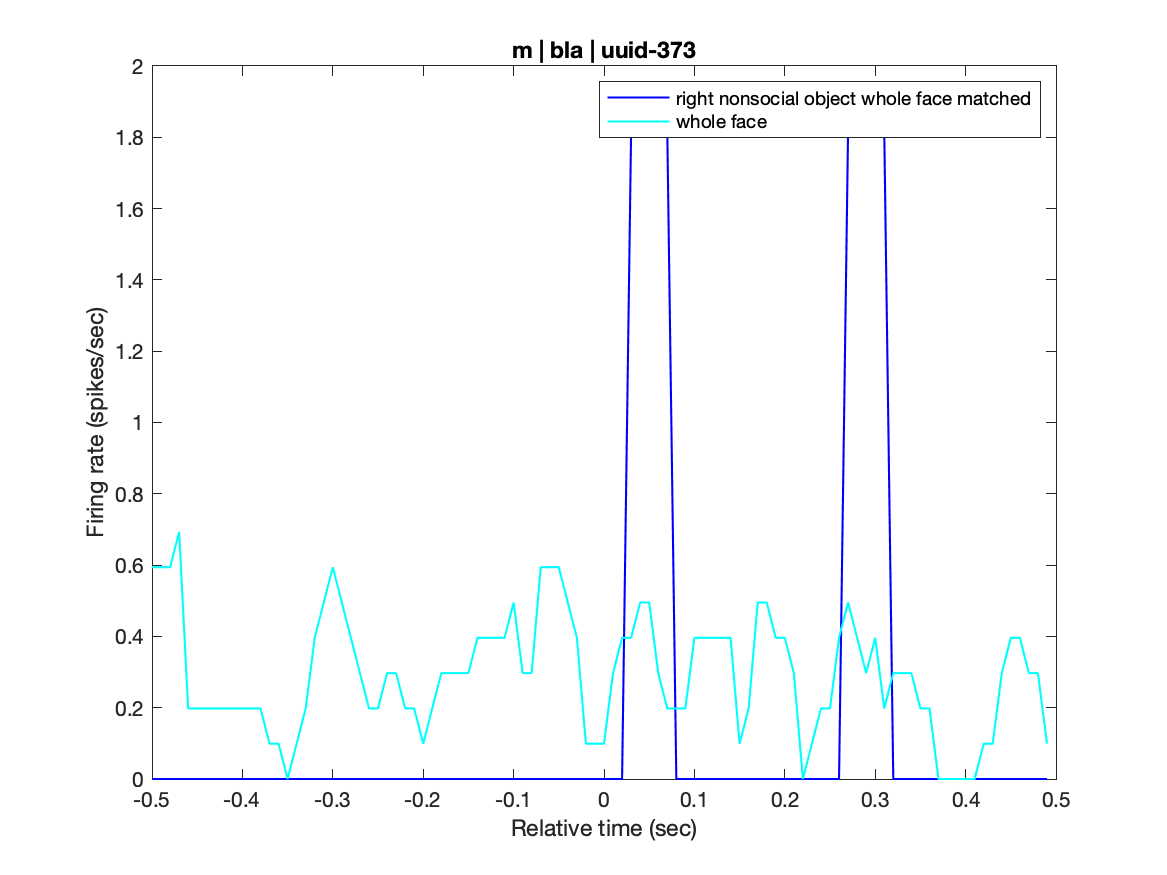 m | bla | uuid-373
right nonsocial object whole face matched
whole face
Firing rate (spikes/sec)
2
1.8
1.6
1.4
1.2
1
0.8
0.6
0.4
0.2
0
-0.5 -0.4 -0.3 -0.2 -0.1 0 0.1 0.2 0.3 0.4 0.5
Relative time (sec)